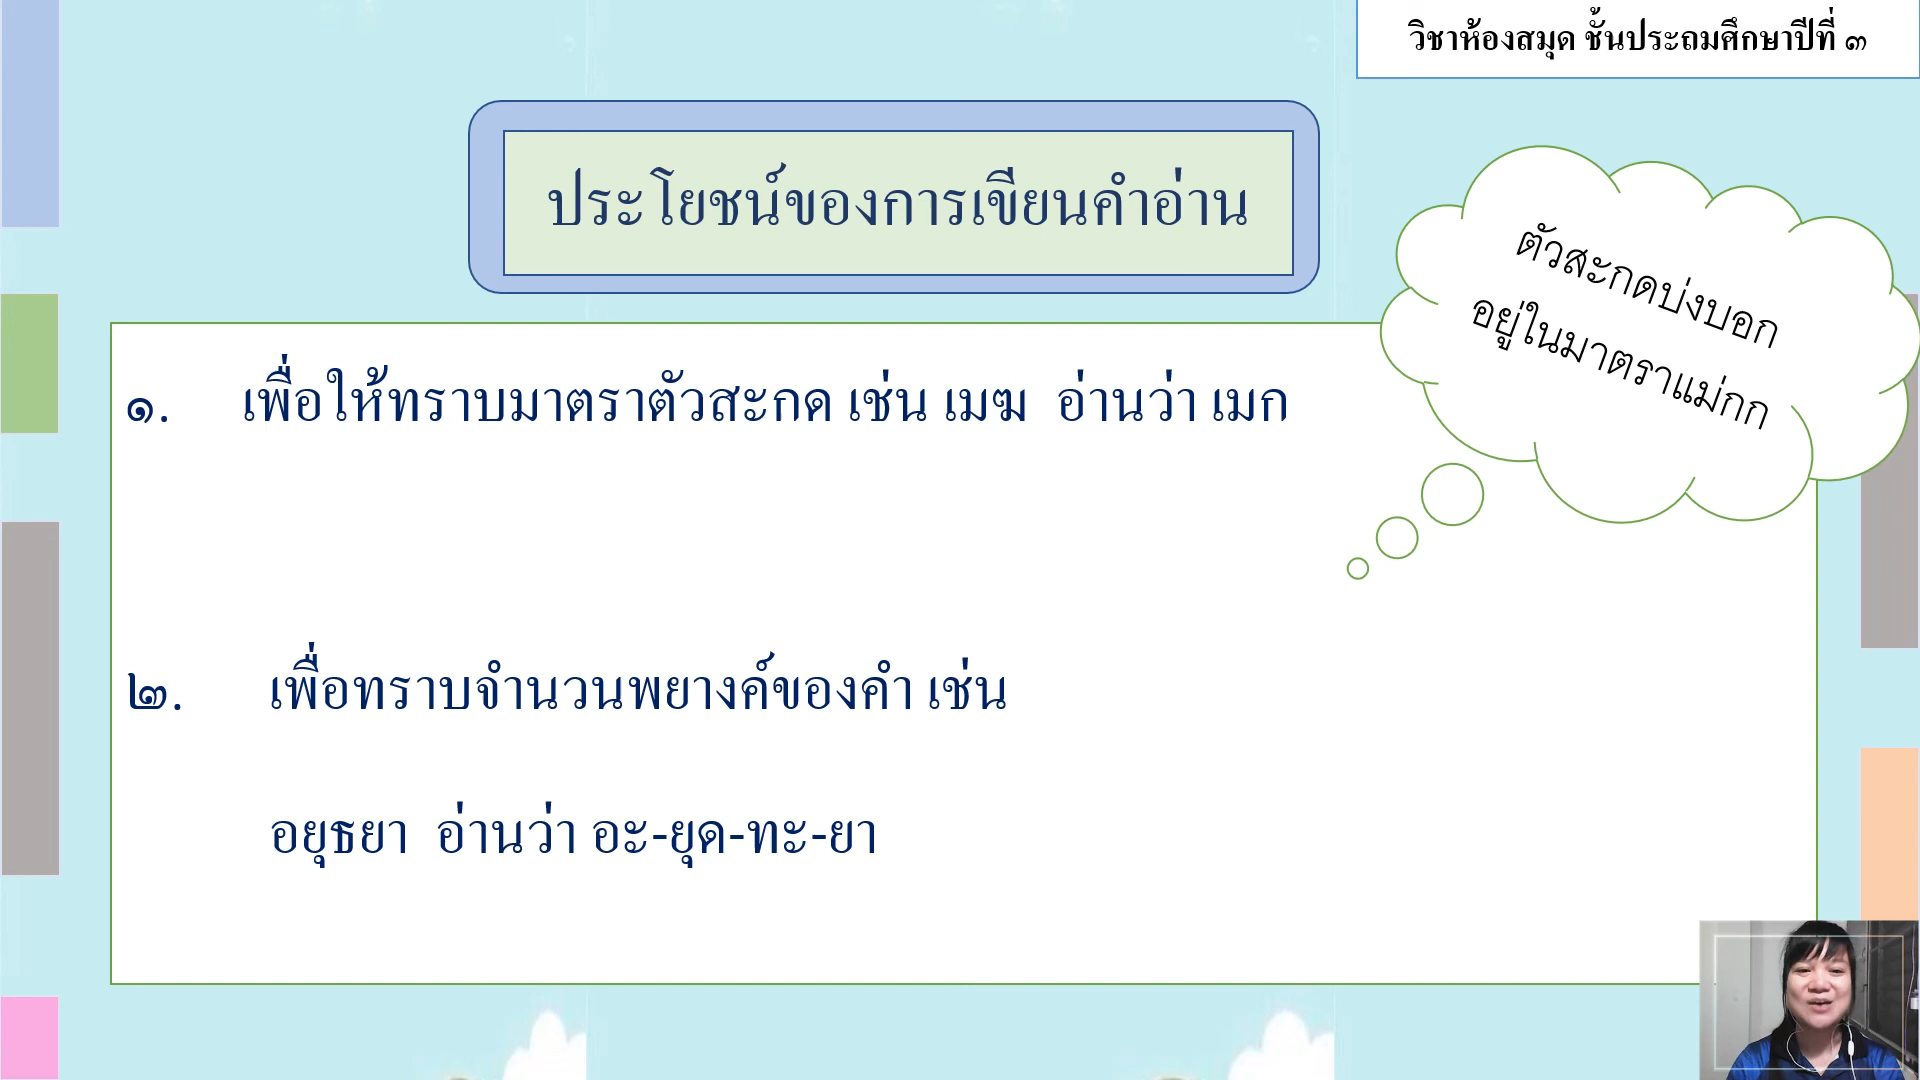 วิชาห้องสมุด ชั้นประถมศึกษาปีที่ ๓
ประโยชน์ของการเขียนคำอ่าน
ตัวสะกดบ่งบอก
อยู่ในมาตราแม่กก
๑. เพื่อให้ทราบมาตราตัวสะกด เช่น เมฆ อ่านว่า เมก
๒. เพื่อทราบจำนวนพยางค์ของคำ เช่น
อยุธยา อ่านว่า อะ-ยุด-ทะ-ยา